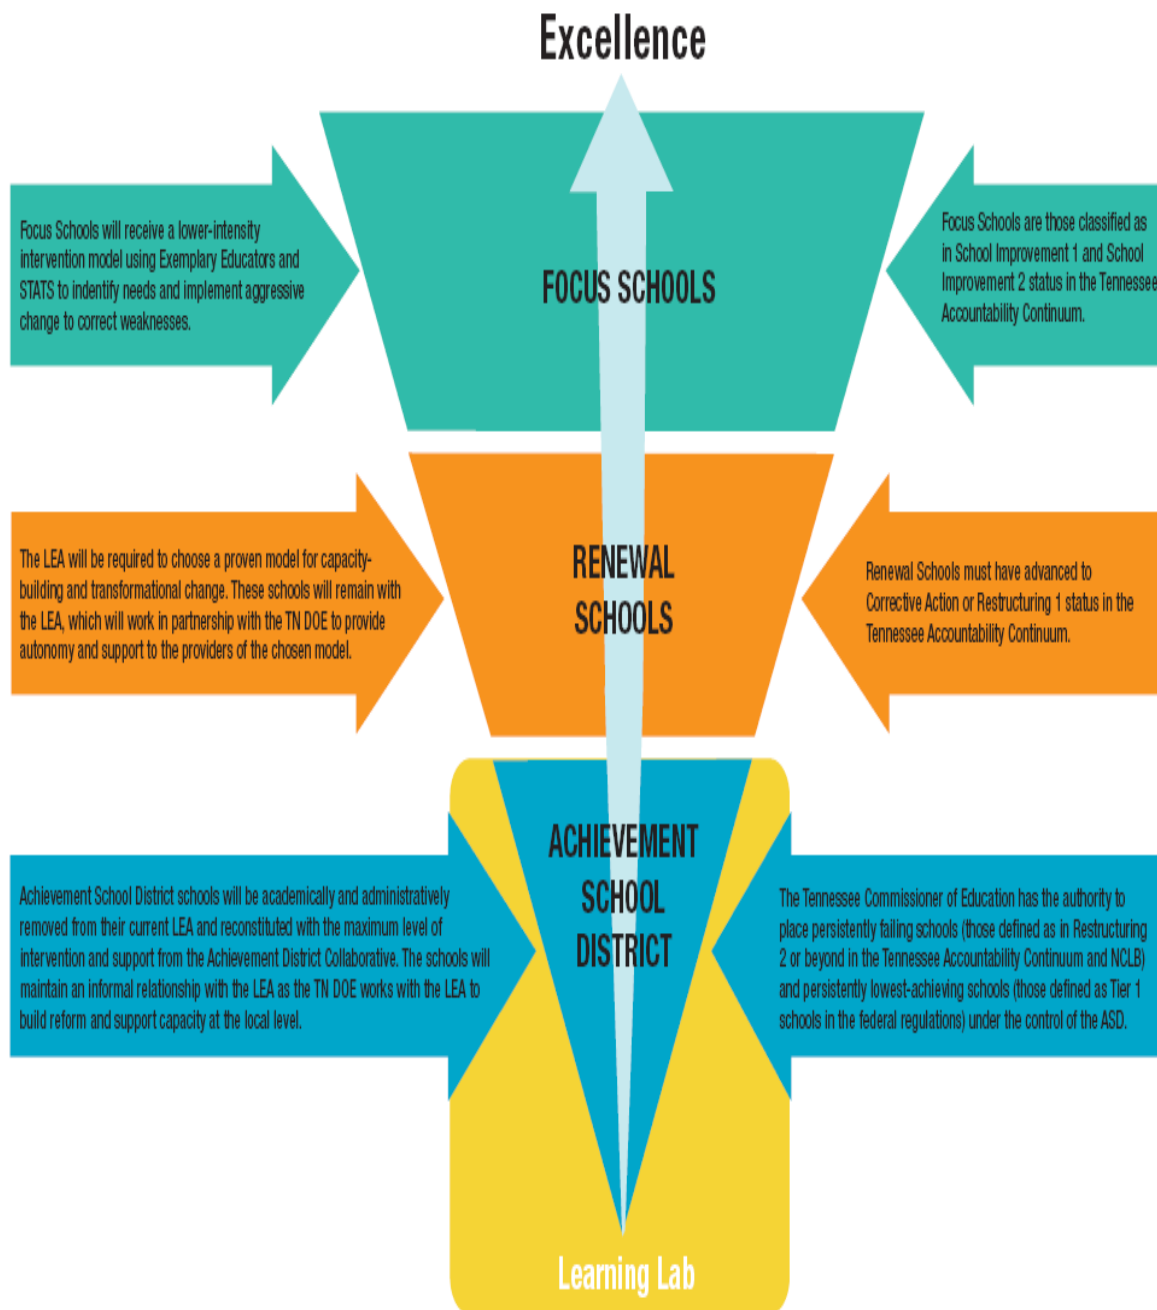 Excellence
Focus Schools will receive a lower-intensity
intervention model using Exemplary Educators and
STATS to indentify needs and implement aggressive
change to correct weaknesses.
FOCUS SCHOOLS
Focus Schools are those classified as
in School Improvement 1 and School
Improvement 2 status in the Tennessee
Accountability Continuum.
The LEA will be required to choose a proven model for capacity-
building and transformational change. These schools will remain with
the LEA, which will work in partnership with the TN DOE to provide
autonomy and support to the providers of the chosen model.
RENEWAL
SCHOOLS
Renewal Schools must have advanced to
Corrective Action or Restructuring 1 status in the
Tennessee Accountability Continuum.
Achievement School District schools will be academically and administratively
removed from their current LEA and reconstituted with the maximum level of
intervention and support from the Achievement District Collaborative. The schools will
maintain an informal relationship with the LEA as the TN DOE works with the LEA to
build reform and support capacity at the local level.
ACHIEVEMENT
SCHOOL
DISTRICT
The Tennessee Commissioner of Education has the authority to
place persistently failing schools (those defined as in Restructuring
2 or beyond in the Tennessee Accountability Continuum and NCLB)
and persistently lowest-achieving schools (those defined as Tier 1
schools in the federal regulations) under the control of the ASD.
Learning Lab